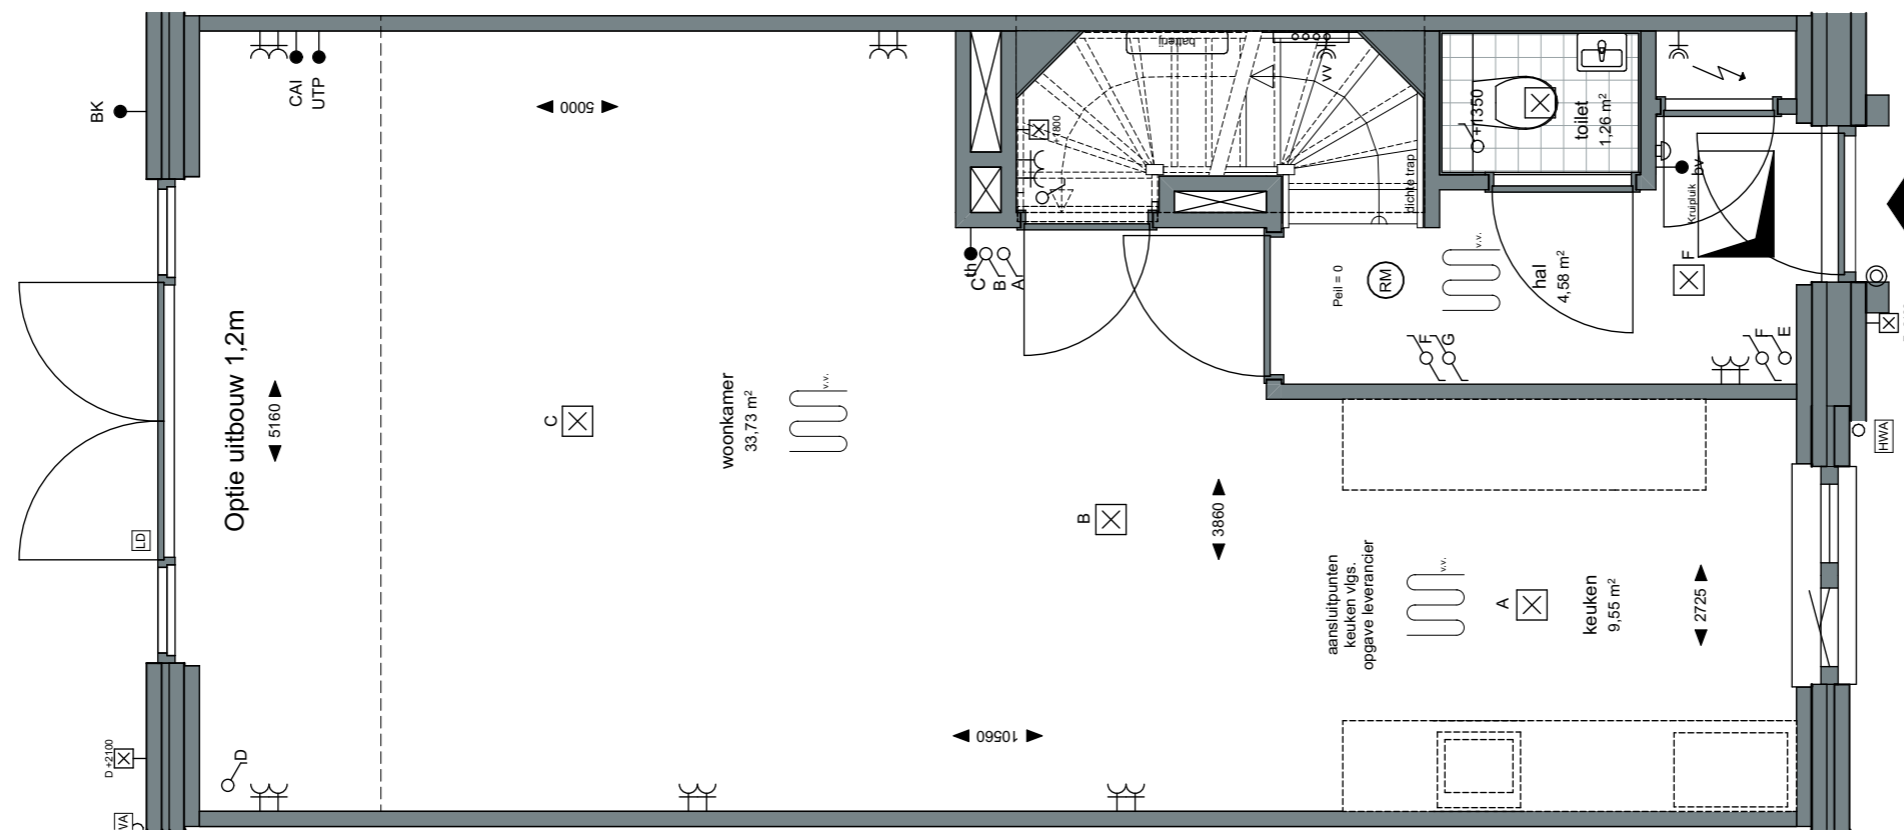 BK
CAI
UTP
5000
Optie uitbouw 1,2m
5160
LD
D +2100
D
C
woonkamer
33,73 m²
v.v.
B
3860
10560
batterij
vv
+1800
dichte trap
th
C
B
A
+1350
toilet
1,26 m²
bv
Kruipluik
Peil = 0
RM
v.v.
hal
4,58 m²
F
F
G
F
E
HWA
aansluitpunten
keuken vlgs.
opgave leverancier
v.v.
A
keuken
9,55 m²
2725